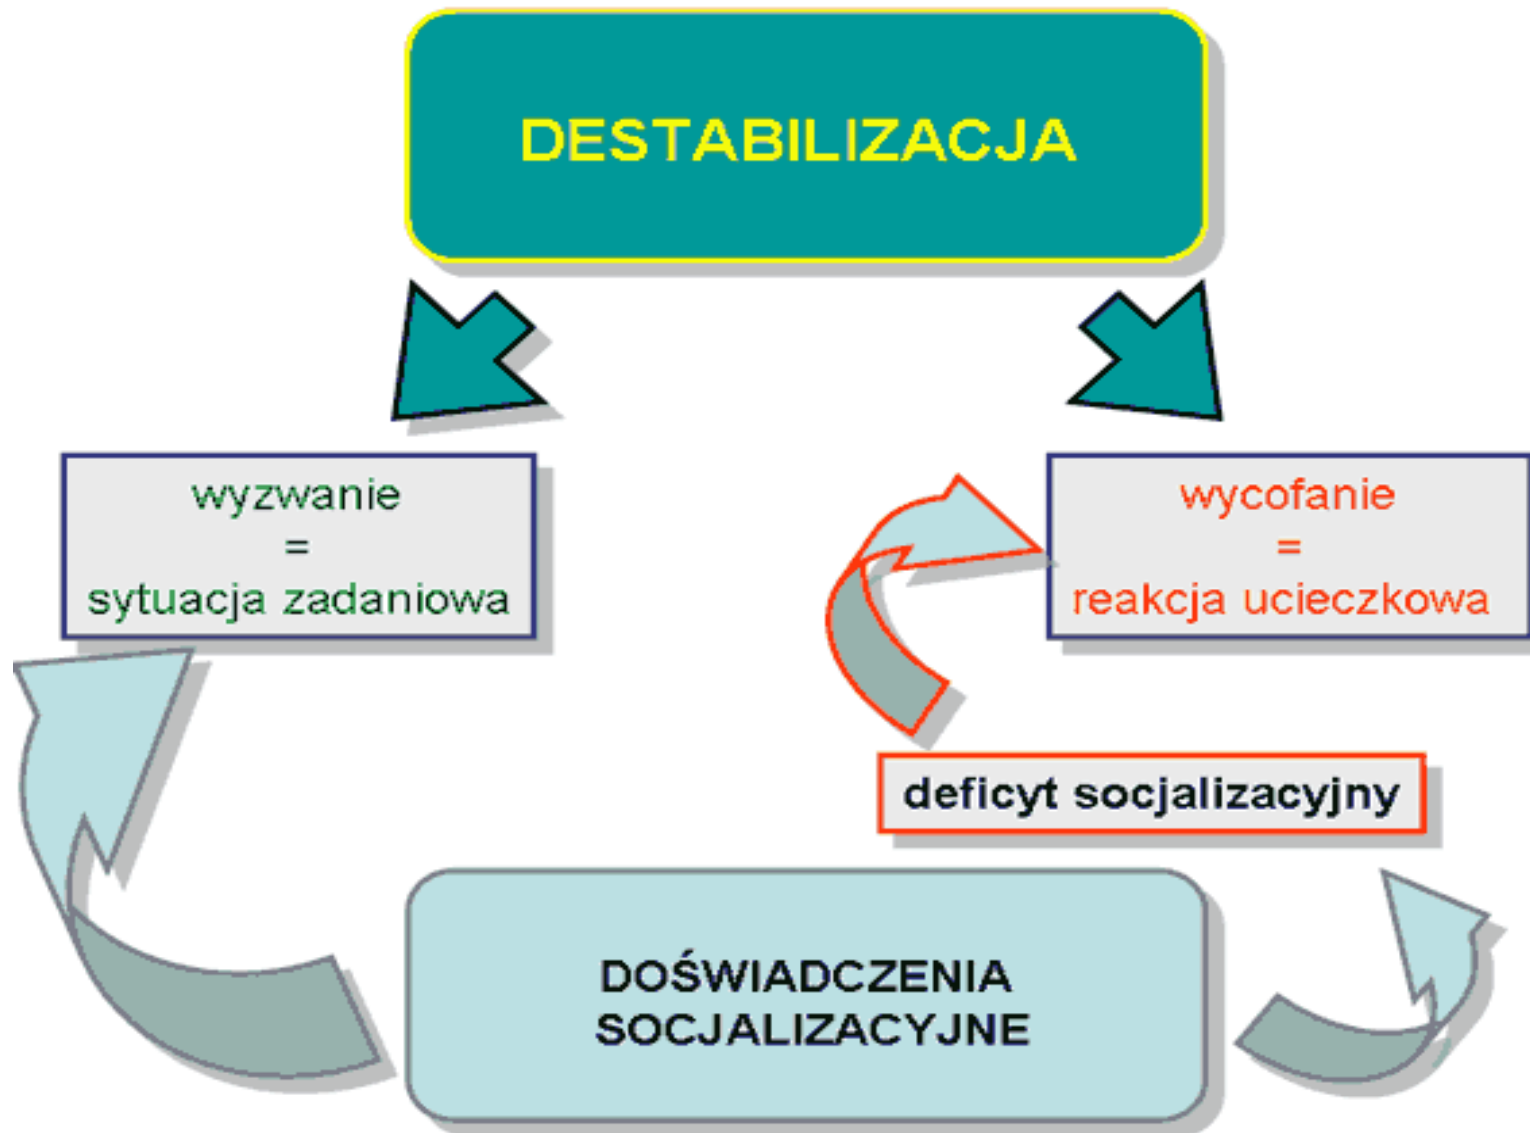 DESTABILIZACJA
wyzwanie
=
sytuacja zadaniowa
wycofanie
=
reakcja ucieczkowa
deficyt socjalizacyjny
DOŚWIADCZENIA
SOCJALIZACYJNE